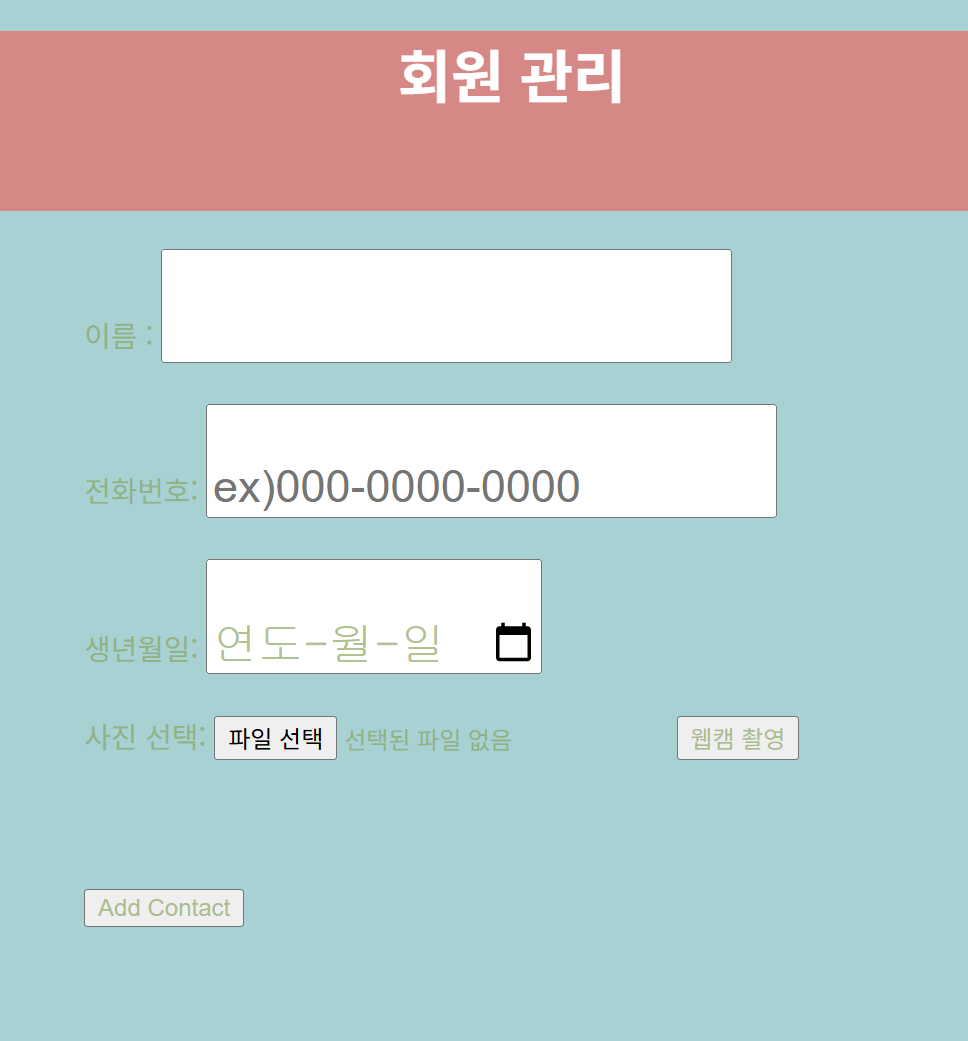 회원 관리
이름 :
전화번호: ex)000-0000-0000
생년월일: 연도-월-일
사진 선택: 파일 선택 선택된 파일 없음 웹캠 촬영
Add Contact